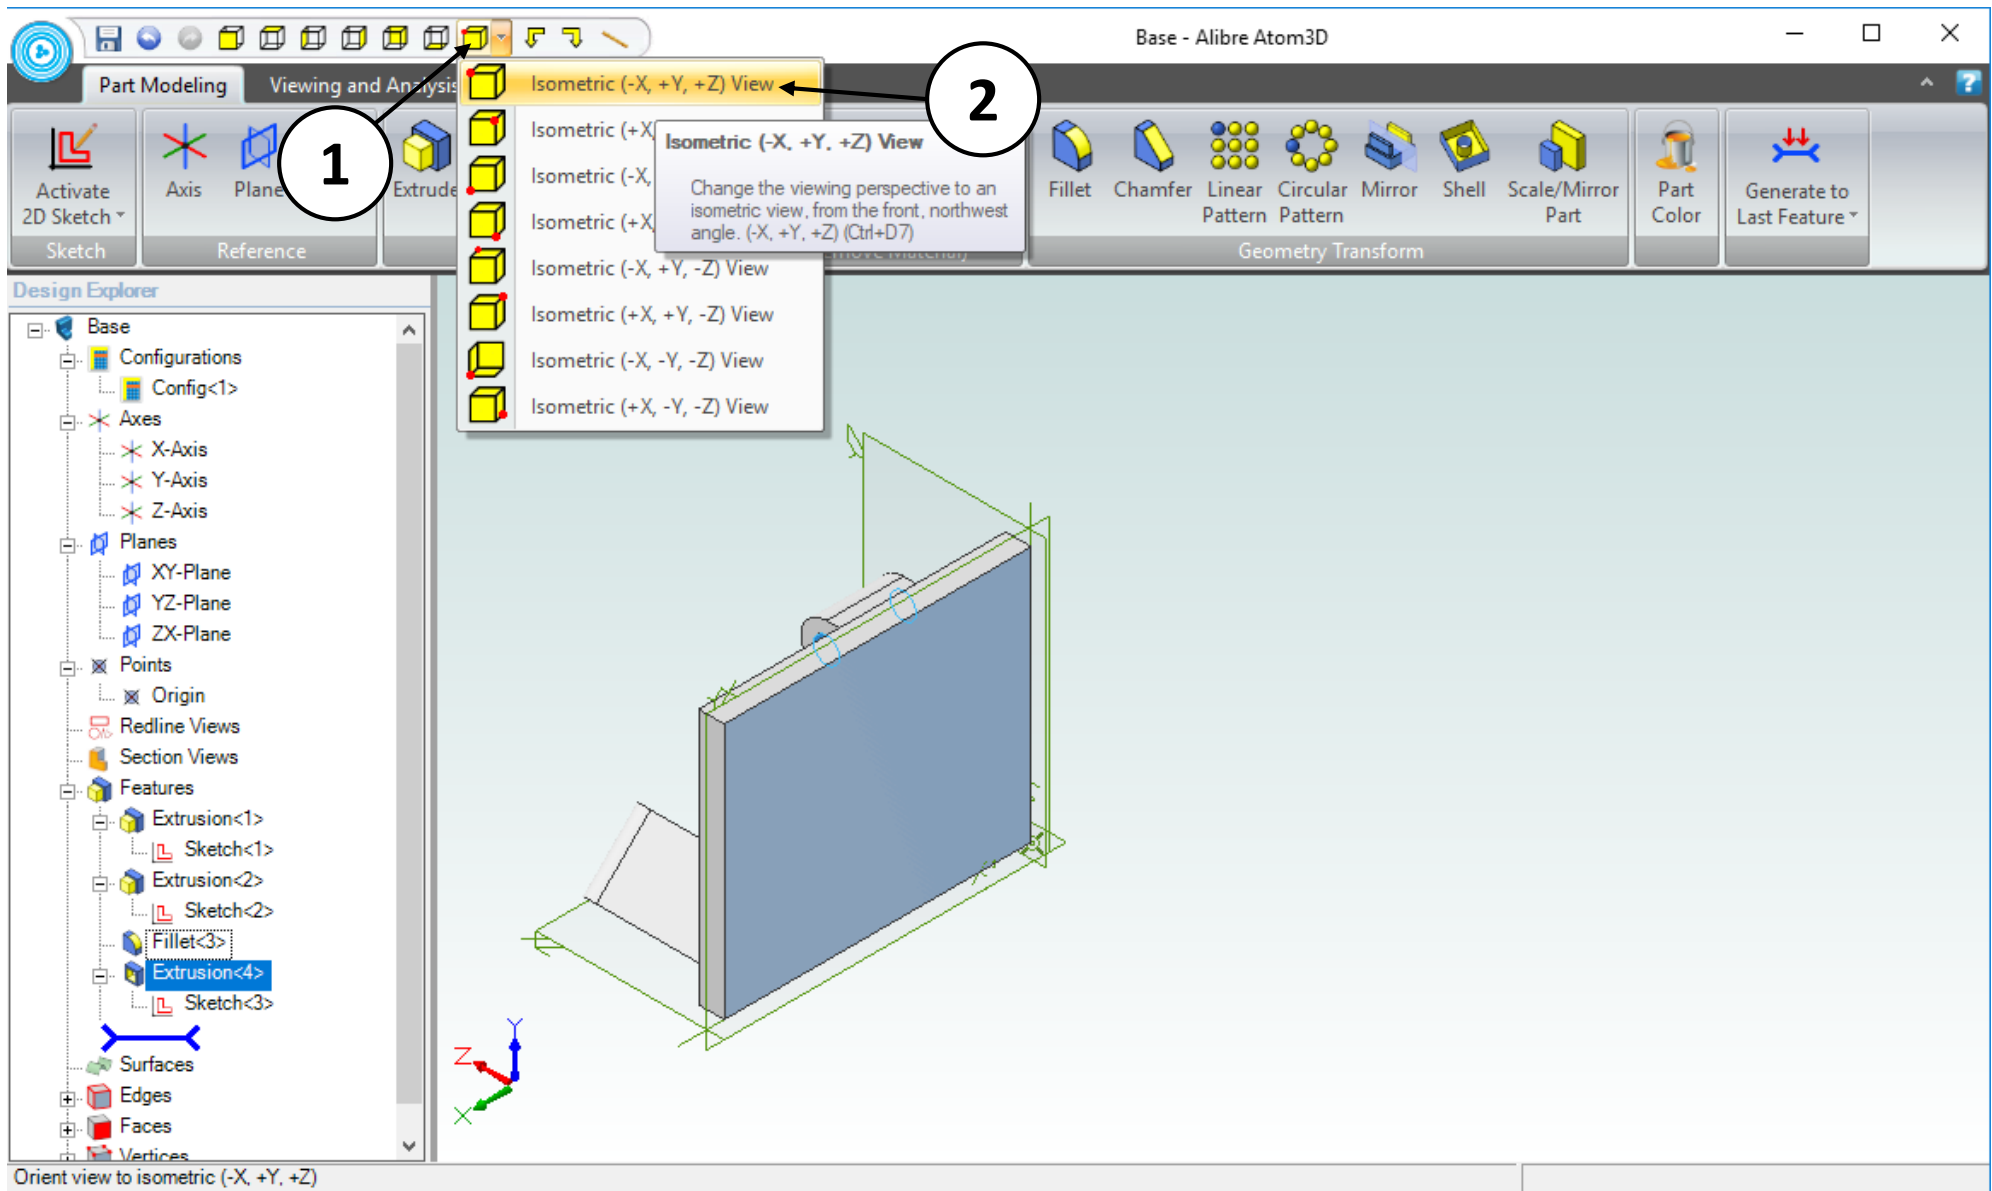 Base - Alibre Atom3D
Part Modeling
Viewing and Analysis
Isometric (-X, +Y, +Z) View
2
1
Activate
2D Sketch
Axis
Plane
Extrude
Fillet
Chamfer
Linear
Pattern
Circular
Pattern
Mirror
Shell
Scale/Mirror
Part
Part
Color
Generate to
Last Feature
Sketch
Reference
Geometry Transform
Isometric (+X,
Isometric (-X,
Isometric (+X,
Isometric (-X, +Y, -Z) View
Isometric (+X, +Y, -Z) View
Isometric (-X, -Y, -Z) View
Isometric (+X, -Y, -Z) View
Isometric (-X, +Y, +Z) View
Change the viewing perspective to an
isometric view, from the front, northwest
angle. (-X, +Y, +Z) (Ctrl+D7)
Design Explorer
Base
Configurations
Config<1>
Axes
X-Axis
Y-Axis
Z-Axis
Planes
XY-Plane
YZ-Plane
ZX-Plane
Points
Origin
Redline Views
Section Views
Features
Extrusion<1>
Sketch<1>
Extrusion<2>
Sketch<2>
Fillet<3>
Extrusion<4>
Sketch<3>
Surfaces
Edges
Faces
Vertices
Y
Z
X
Orient view to isometric (-X, +Y, +Z)